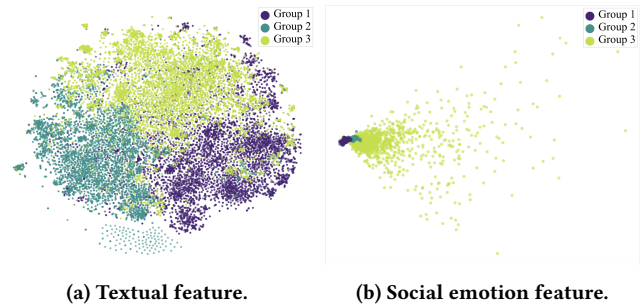 Group 1
Group 2
Group 3
Group 1
Group 2
Group 3
(a) Textual feature.
(b) Social emotion feature.